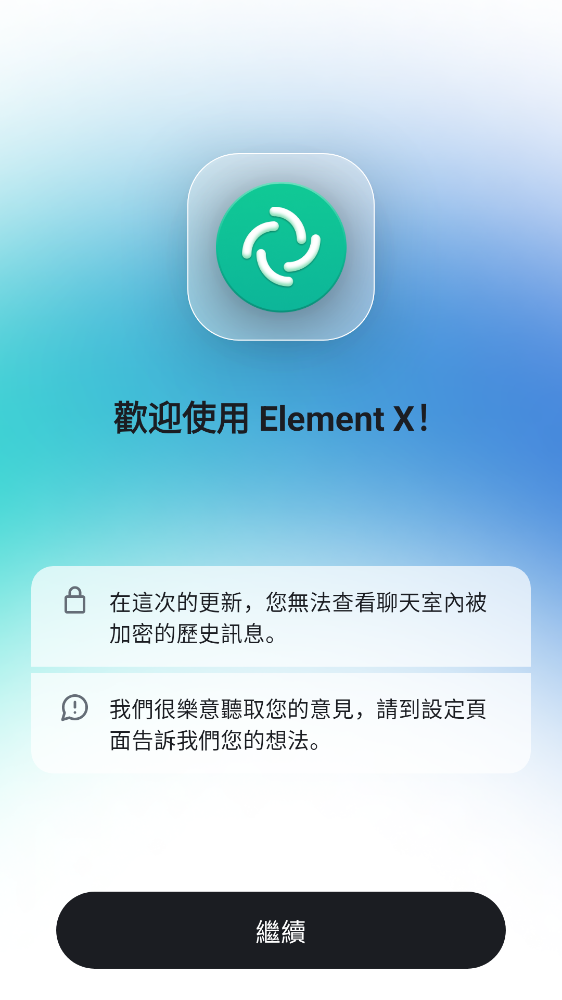 歡迎使用 Element X！
在這次的更新，您無法查看聊天室內被
加密的歷史訊息。
我們很樂意聽取您的意見，請到設定頁
面告訴我們您的想法。
繼續